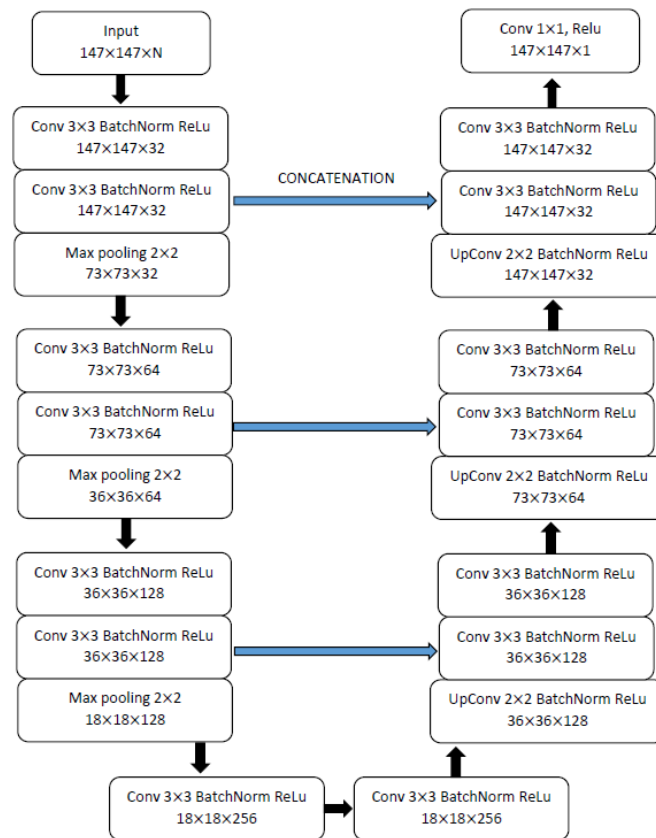 Input
147×147×N
Conv 3×3 BatchNorm ReLu
147×147×32
Conv 3×3 BatchNorm ReLu
147×147×32
Max pooling 2×2
73×73×32
Conv 3×3 BatchNorm ReLu
73×73×64
Conv 3×3 BatchNorm ReLu
73×73×64
Max pooling 2×2
36×36×64
Conv 3×3 BatchNorm ReLu
36×36×128
Conv 3×3 BatchNorm ReLu
36×36×128
Max pooling 2×2
18×18×128
Conv 3×3 BatchNorm ReLu
18×18×256
Conv 3×3 BatchNorm ReLu
18×18×256
CONCATENATION
Conv 1×1, Relu
147×147×1
Conv 3×3 BatchNorm ReLu
147×147×32
Conv 3×3 BatchNorm ReLu
147×147×32
UpConv 2×2 BatchNorm ReLu
147×147×32
Conv 3×3 BatchNorm ReLu
73×73×64
Conv 3×3 BatchNorm ReLu
73×73×64
UpConv 2×2 BatchNorm ReLu
73×73×64
Conv 3×3 BatchNorm ReLu
36×36×128
Conv 3×3 BatchNorm ReLu
36×36×128
UpConv 2×2 BatchNorm ReLu
36×36×128